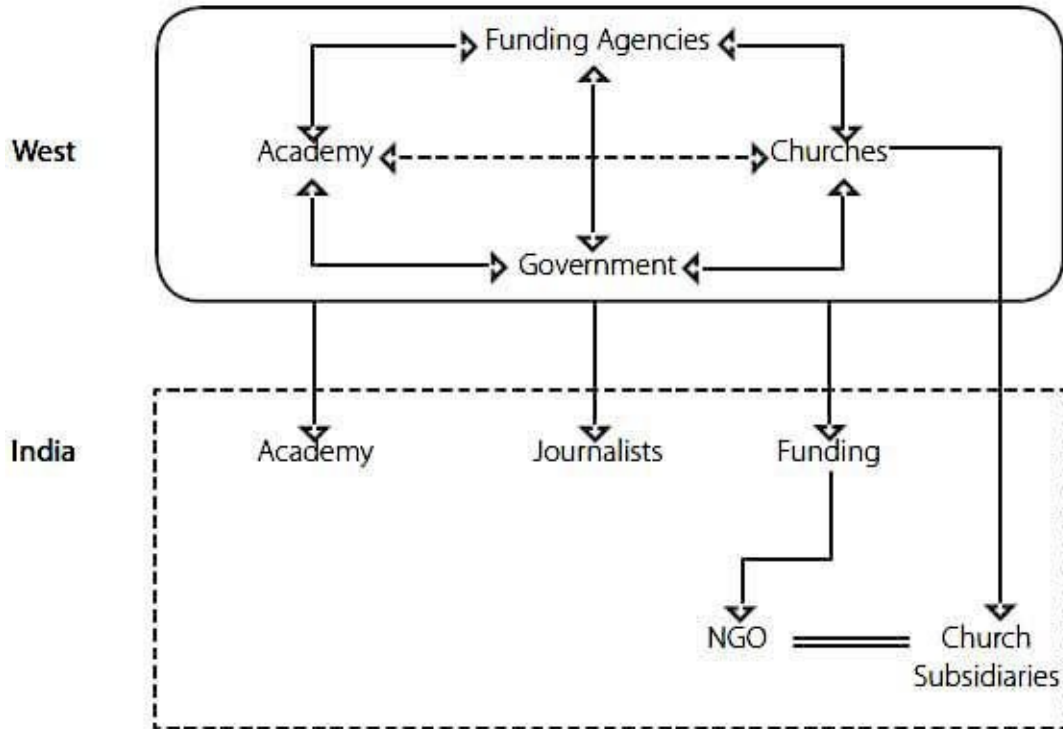 Funding Agencies
West
Academy
Churches
Government
India
Academy
Journalists
Funding
NGO
Church
Subsidiaries